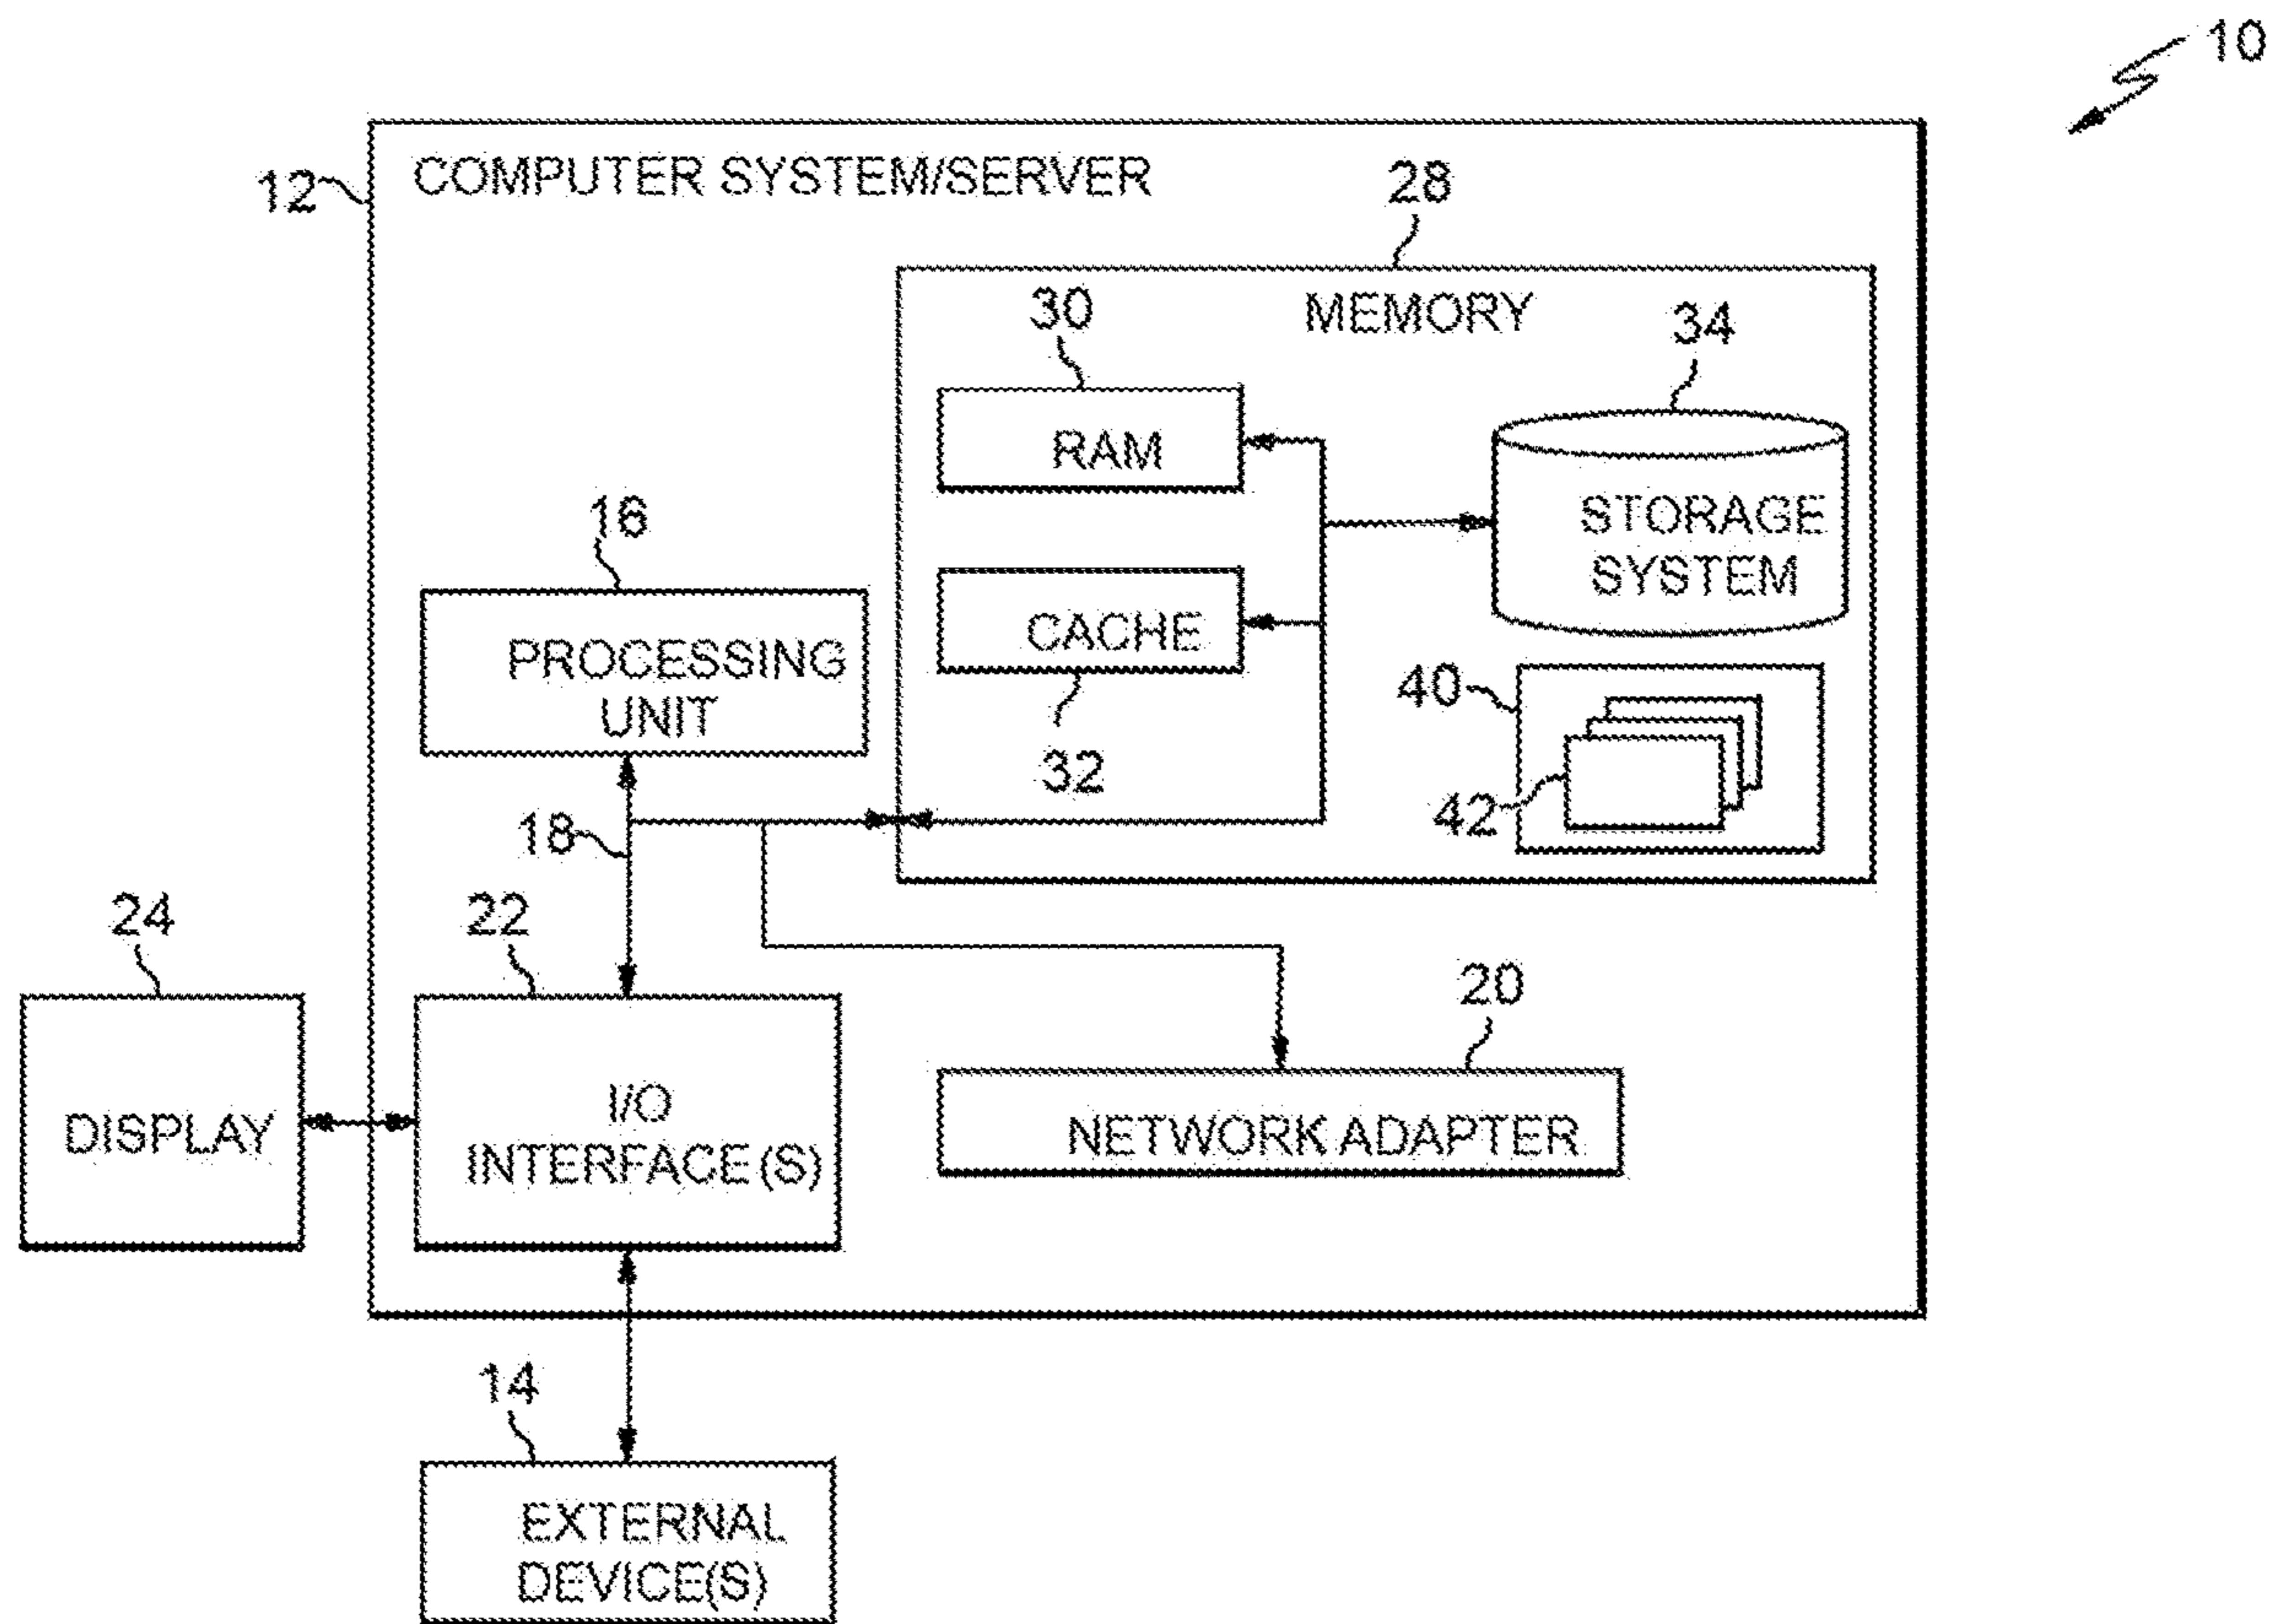 10
12
COMPUTER SYSTEM/SERVER
28
MEMORY
30
34
RAM
STORAGE
SYSTEM
16
CACHE
PROCESSING
UNIT
32
40
42
18
24
22
20
DISPLAY
I/O
INTERFACE(S)
NETWORK ADAPTER
14
EXTERNAL
DEVICE(S)